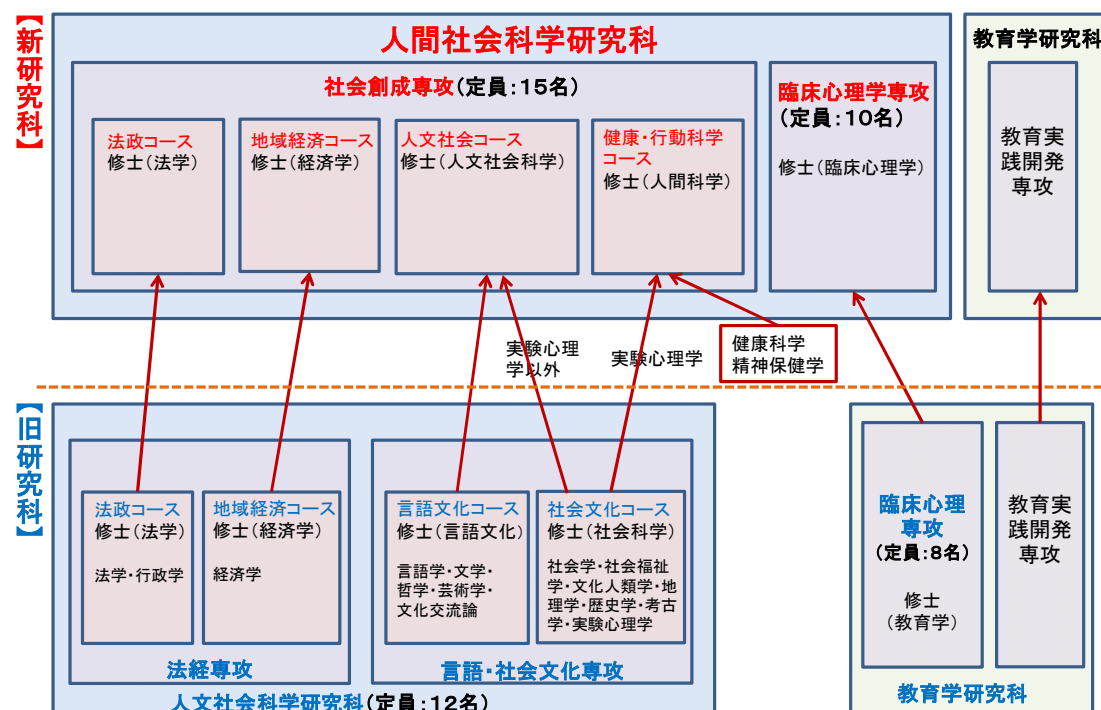 【新研究科】
人間社会科学研究科
社会創成専攻(定員:15名)
法政コース
修士(法学)
地域経済コース
修士(経済学)
人文社会コース
修士(人文社会科学)
健康・行動科学
コース
修士(人間科学)
臨床心理学専攻
(定員:10名)
修士(臨床心理学)
教育学研究科
教育実
践開発
専攻
実験心理
学以外
実験心理学
健康科学
精神保健学
【旧研究科】
法政コース
修士(法学)
法学・行政学
地域経済コース
修士(経済学)
経済学
法経専攻
言語文化コース
修士(言語文化)
言語学・文学・
哲学・芸術学・
文化交流論
社会文化コース
修士(社会科学)
社会学・社会福祉
学・文化人類学・地
理学・歴史学・考古
学・実験心理学
言語・社会文化専攻
人文社会科学研究科(定員:12名)
臨床心理
専攻
(定員:8名)
修士
(教育学)
教育実
践開発
専攻
教育学研究科